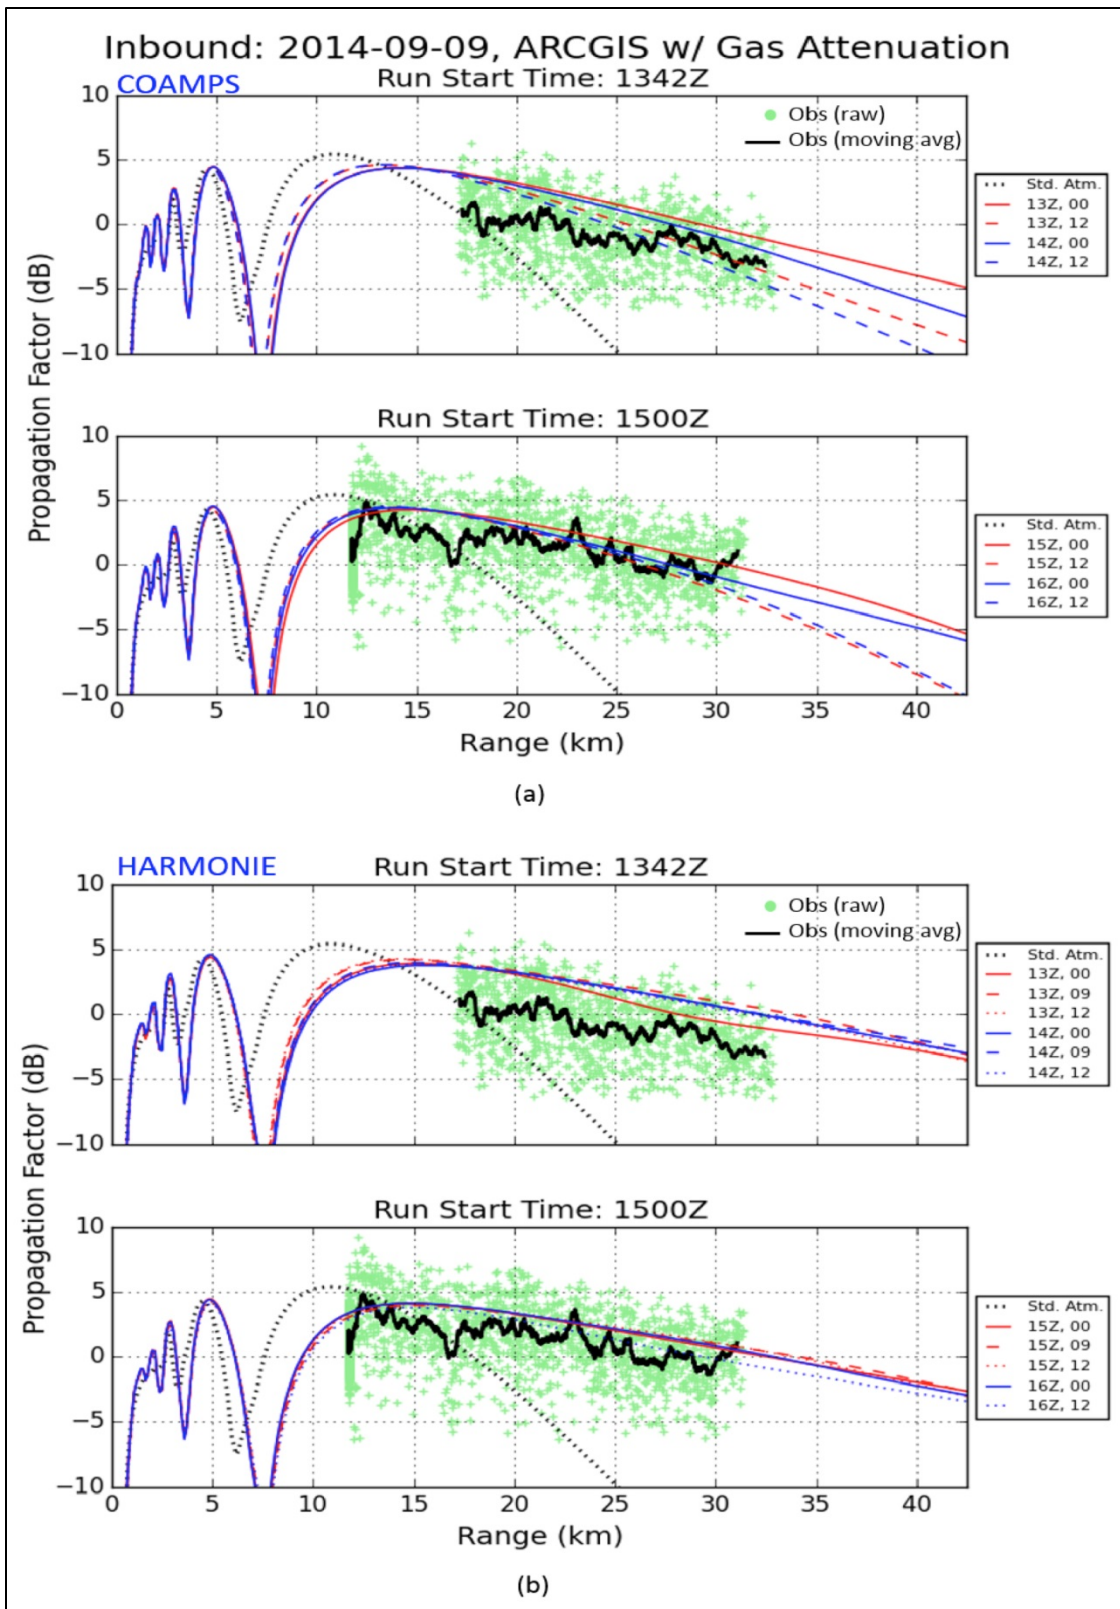 Inbound: 2014-09-09, ARCGIS w/ Gas Attenuation
COAMPS
Run Start Time: 1342Z
10
5
0
−5
−10
Obs (raw)
Obs (moving avg)
Std. Atm.
13Z, 00
13Z, 12
14Z, 00
14Z, 12
Propagation Factor (dB)
Run Start Time: 1500Z
10
5
0
−5
−10
Std. Atm.
15Z, 00
15Z, 12
16Z, 00
16Z, 12
0 5 10 15 20 25 30 35 40
Range (km)
(a)
HARMONIE
Run Start Time: 1342Z
10
5
0
−5
−10
Obs (raw)
Obs (moving avg)
Std. Atm.
13Z, 00
13Z, 09
13Z, 12
14Z, 00
14Z, 09
14Z, 12
Propagation Factor (dB)
Run Start Time: 1500Z
10
5
0
−5
−10
Std. Atm.
15Z, 00
15Z, 09
15Z, 12
16Z, 00
16Z, 12
0 5 10 15 20 25 30 35 40
Range (km)
(b)